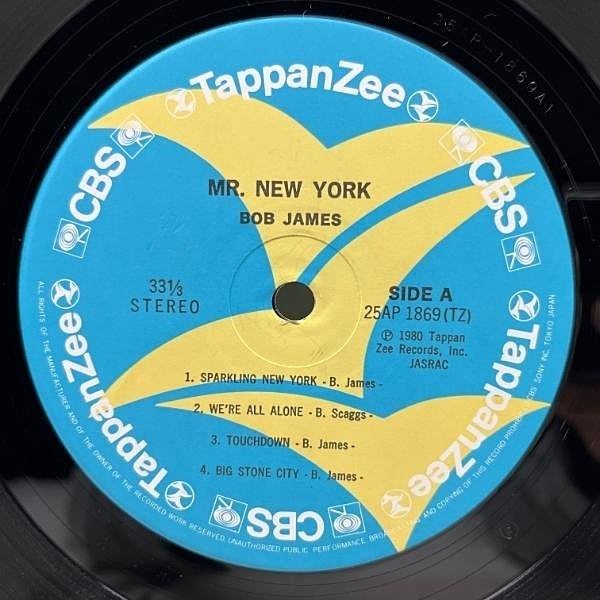 TappanZee
CBS
CBS
MR. NEW YORK
BOB JAMES
33⅓
STEREO
SIDE A
25AP 1869(TZ)
Ⓟ 1980 Tappan
Zee Records, Inc.
JASRAC
1. SPARKLING NEW YORK - B. James -
2. WE'RE ALL ALONE - B. Scaggs -
3. TOUCHDOWN - B. James -
4. BIG STONE CITY - B. James -
TappanZee
TappanZee
CBS
ALL RIGHTS OF THE MANUFACTURER AND OF THE OWNER OF THE RECORDED WORK RESERVED. UNAUTHORIZED PUBLIC PERFORMANCE BROADCASTING AND COPYING OF THIS RECORD PROHIBITED CBS SONY INC. TOKYO JAPAN
25AP-1869A1